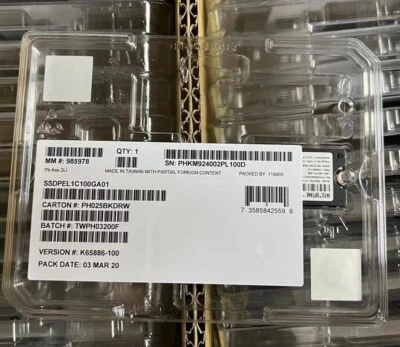 QTY: 1
MM #: 985978
SN: PHKM924002PL100D
Pb-free 2LI
MADE IN TAIWAN WITH PARTIAL FOREIGN CONTENT
PACKED BY: 119905
SSDPEL1C100GA01
CARTON #: PH025BKDRW
7 35858 42559 9
BATCH #: TWPH03200F
VERSION #: K65886-100
PACK DATE: 03 MAR 20